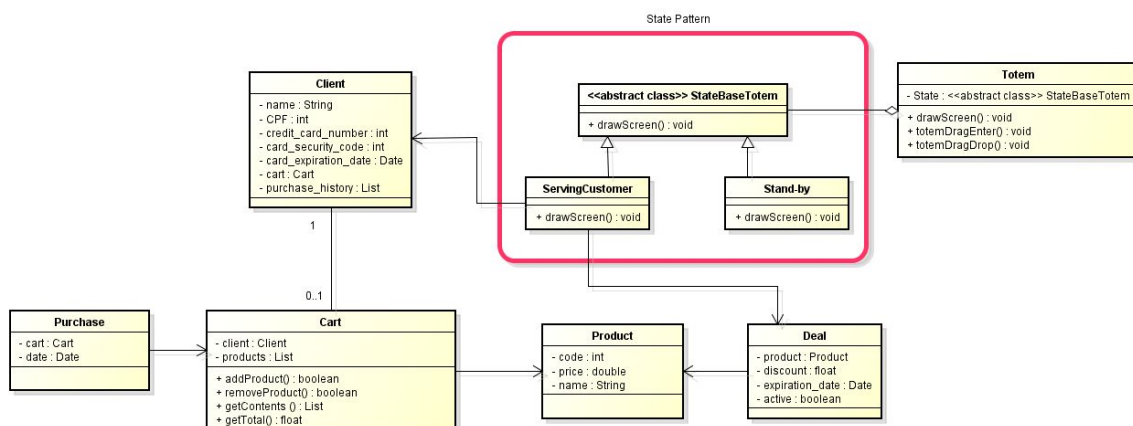 State Pattern
Client
- name : String
- CPF : int
- credit_card_number : int
- card_security_code : int
- card_expiration_date : Date
- cart : Cart
- purchase_history : List
<<abstract class>> StateBaseTotem
+ drawScreen() : void
Totem
- State : <<abstract class>> StateBaseTotem
+ drawScreen() : void
+ totemDragEnter() : void
+ totemDragDrop() : void
ServingCustomer
+ drawScreen() : void
Stand-by
+ drawScreen() : void
1
0..1
Purchase
- cart : Cart
- date : Date
Cart
- client : Client
- products : List
+ addProduct() : boolean
+ removeProduct() : boolean
+ getContents () : List
+ getTotal() : float
Product
- code : int
- price : double
- name : String
Deal
- product : Product
- discount : float
- expiration_date : Date
- active : boolean